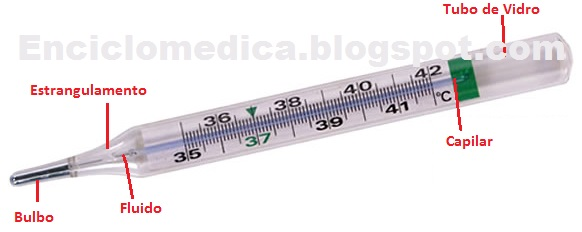 Tubo de Vidro
Enciclomedica.blogspot.com
Estrangulamento
36 38 40 42
35 37 39 41 °C
Capilar
Fluido
Bulbo